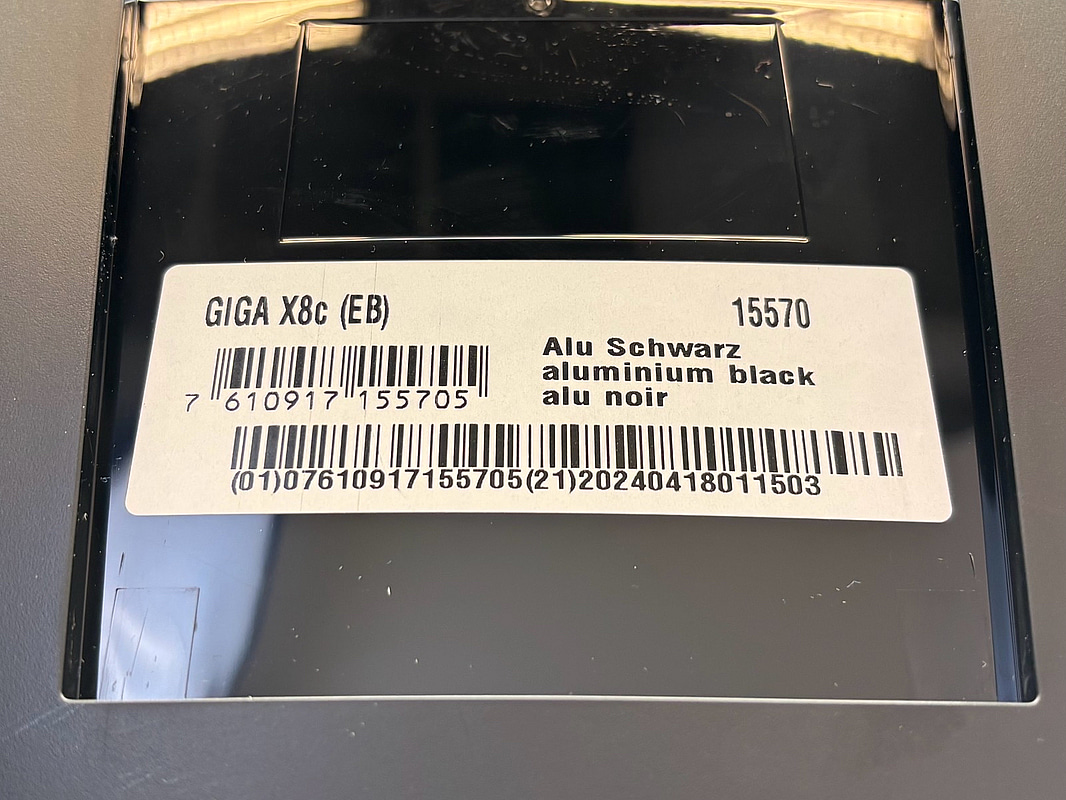 GIGA X8c (EB)
15570
Alu Schwarz
aluminium black
alu noir
7 610917 155705
(01)07610917155705(21)20240418011503